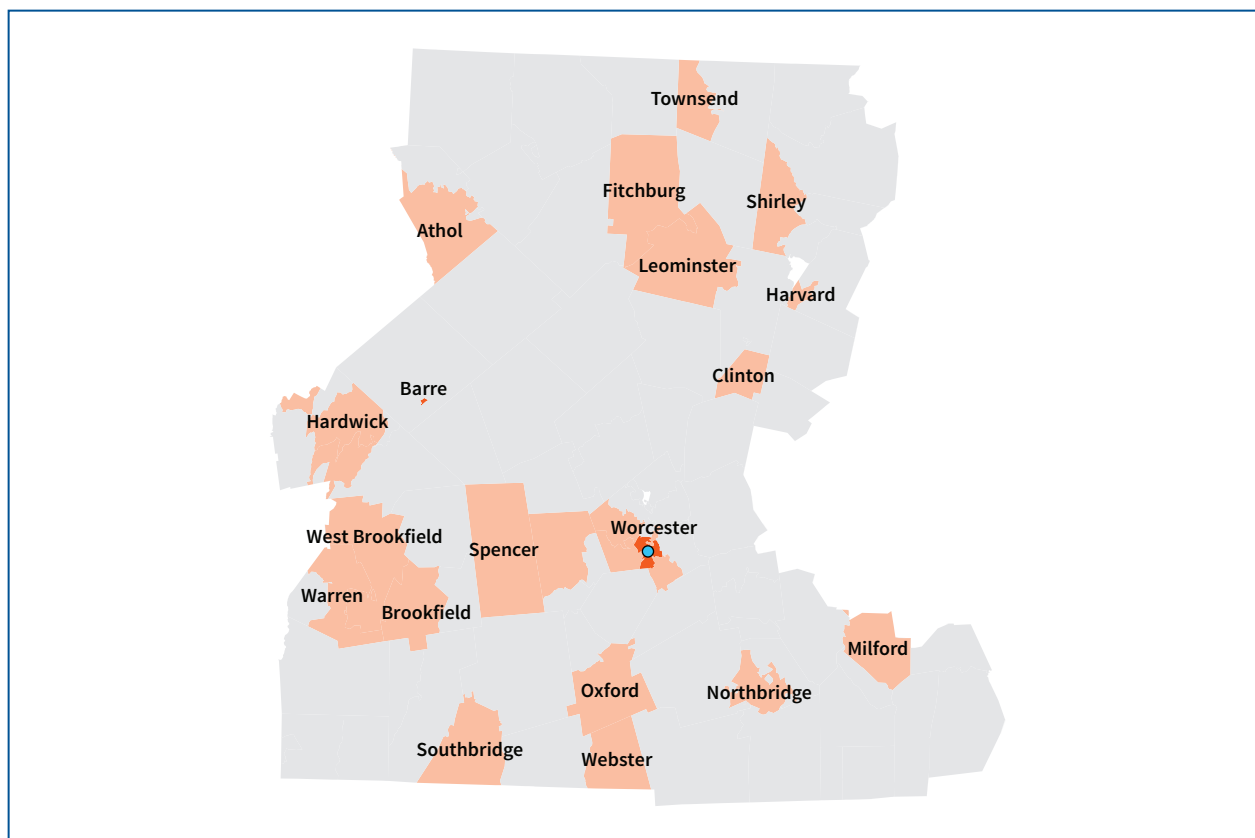 Townsend
Fitchburg
Shirley
Athol
Leominster
Harvard
Clinton
Barre
Hardwick
Worcester
West Brookfield
Spencer
Warren
Brookfield
Milford
Oxford
Northbridge
Southbridge
Webster